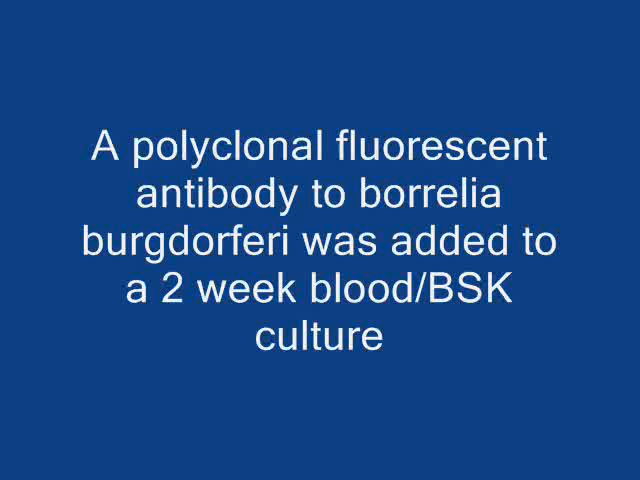 A polyclonal fluorescent
antibody to borrelia
burgdorferi was added to
a 2 week blood/BSK
culture